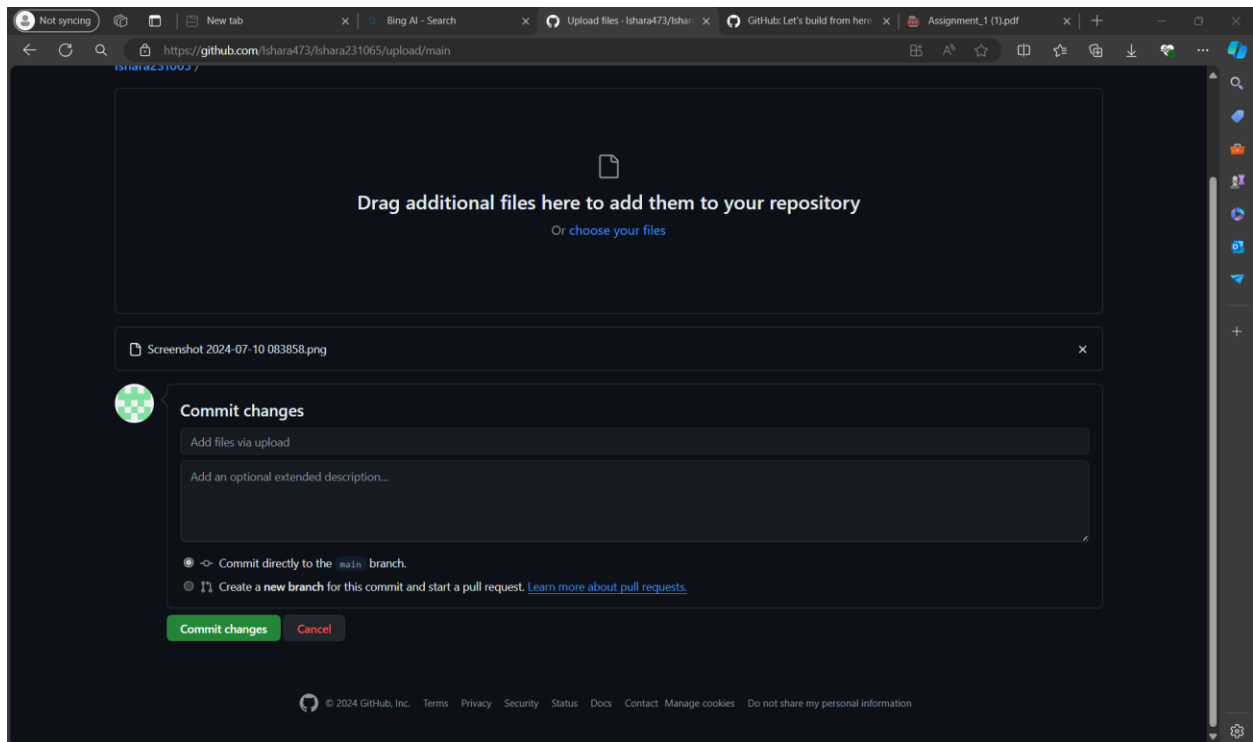 Not syncing
New tab
Bing AI - Search
Upload files · Ishara473/Ishar
GitHub: Let's build from here
Assignment_1 (1).pdf
https://github.com/Ishara473/Ishara231065/upload/main
Ishara231065 /
Drag additional files here to add them to your repository
Or choose your files
Screenshot 2024-07-10 083858.png
Commit changes
Add files via upload
Add an optional extended description...
Commit directly to the main branch.
Create a new branch for this commit and start a pull request. Learn more about pull requests.
Commit changes Cancel
© 2024 GitHub, Inc. Terms Privacy Security Status Docs Contact Manage cookies Do not share my personal information